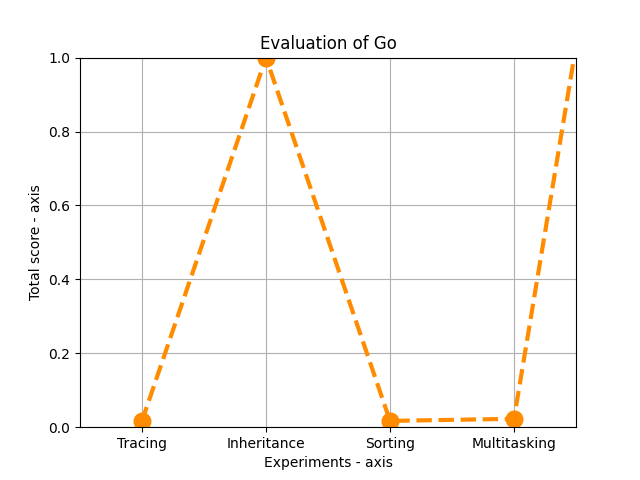 Evaluation of Go
1.0
0.8
0.6
0.4
0.2
0.0
Total score - axis
Tracing Inheritance Sorting Multitasking
Experiments - axis